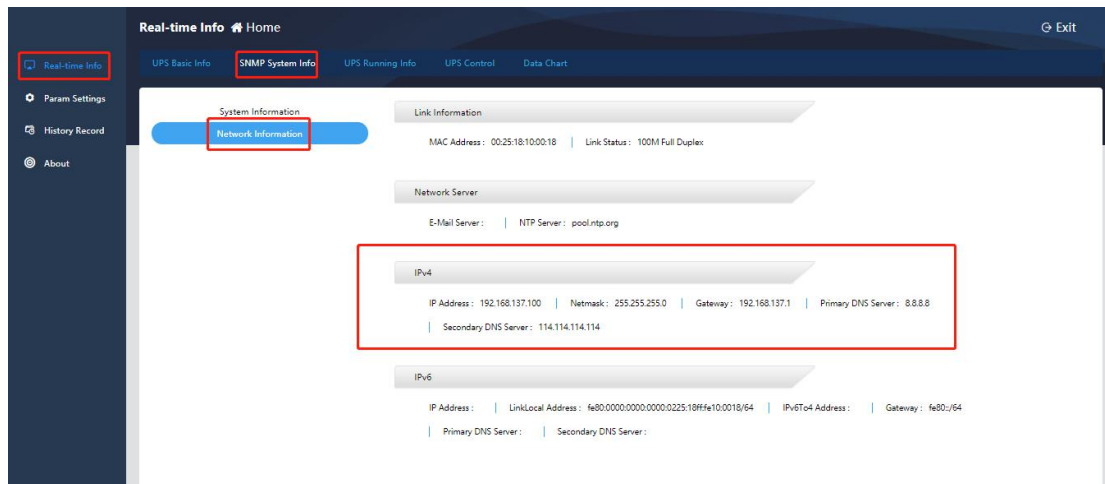 Real-time Info Home
Exit
Real-time Info
Param Settings
History Record
About
UPS Basic Info SNMP System Info UPS Running Info UPS Control Data Chart
System Information
Network Information
Link Information
MAC Address : 00:25:18:10:00:18 | Link Status : 100M Full Duplex
Network Server
E-Mail Server : | NTP Server : pool.ntp.org
IPv4
IP Address : 192.168.137.100 | Netmask : 255.255.255.0 | Gateway : 192.168.137.1 | Primary DNS Server : 8.8.8.8
| Secondary DNS Server : 114.114.114.114
IPv6
IP Address : | LinkLocal Address : fe80:0000:0000:0000:0225:18ff:fe10:0018/64 | IPv6To4 Address : | Gateway : fe80::/64
| Primary DNS Server : | Secondary DNS Server :